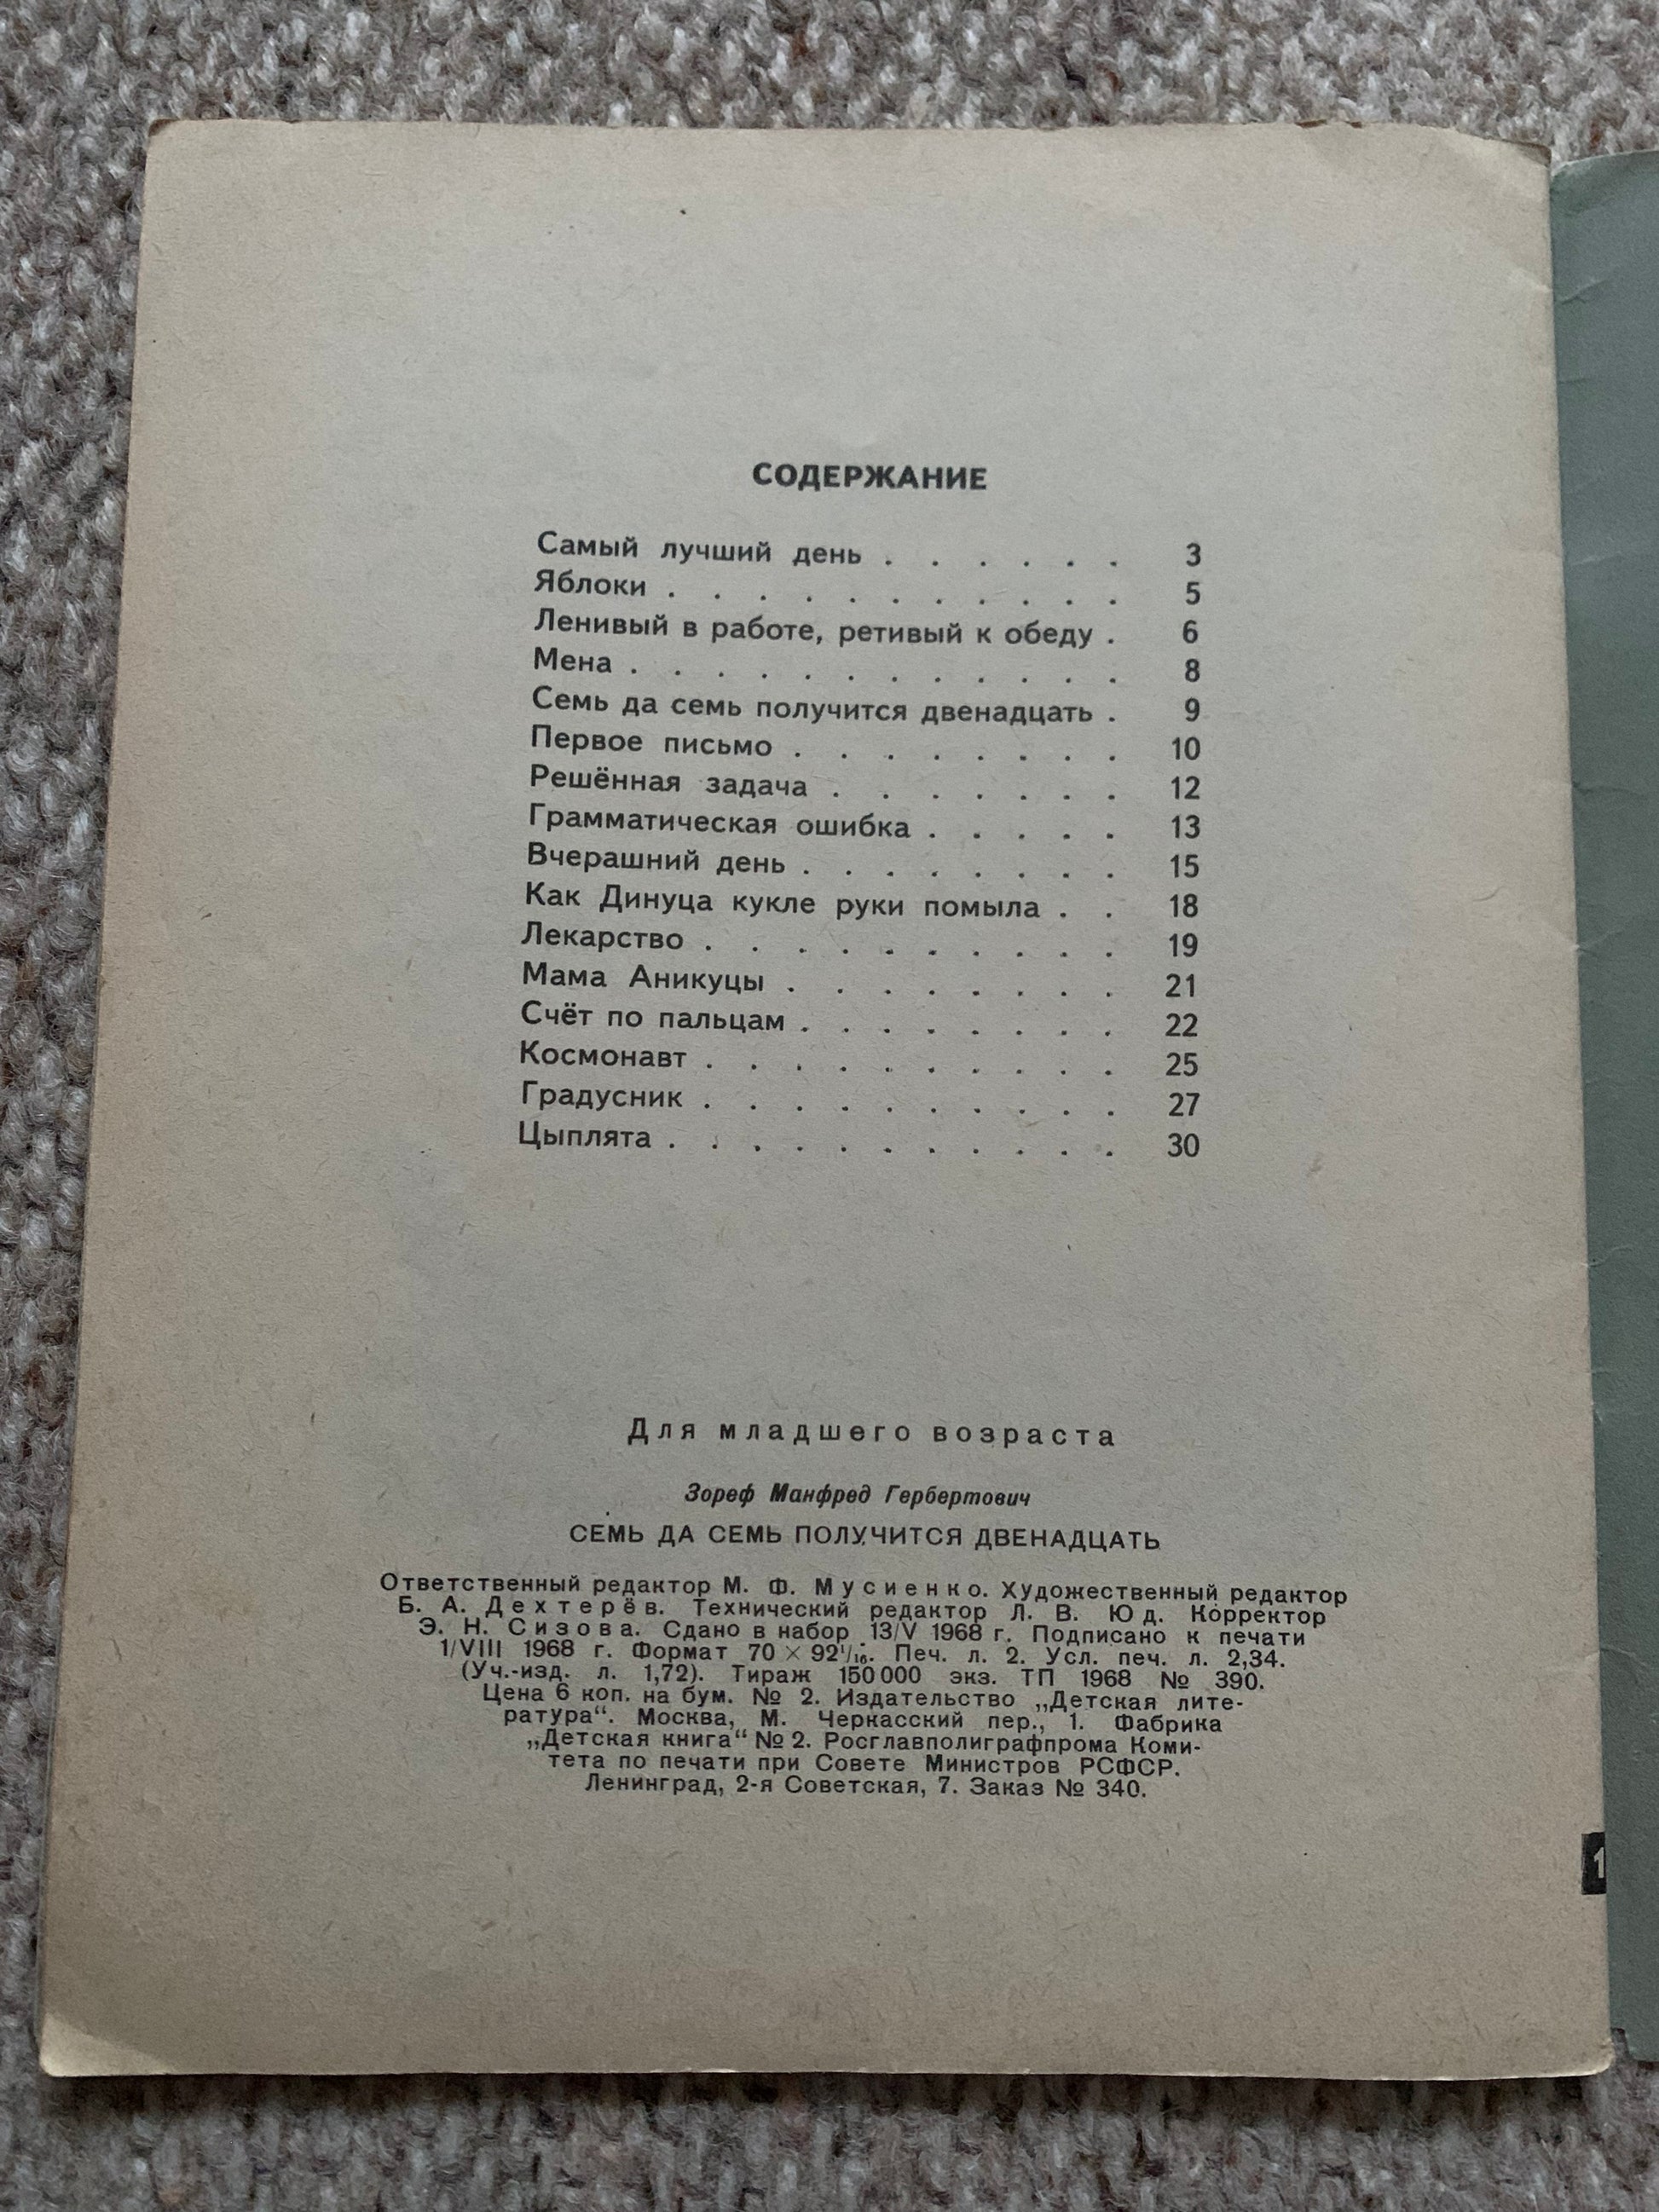 СОДЕРЖАНИЕ
Самый лучший день . . . . . . 3
Яблоки . . . . . . . . . . . 5
Ленивый в работе, ретивый к обеду . 6
Мена . . . . . . . . . . . . 8
Семь да семь получится двенадцать . 9
Первое письмо . . . . . . . . 10
Решённая задача . . . . . . . 12
Грамматическая ошибка . . . . . 13
Вчерашний день . . . . . . . . 15
Как Динуца кукле руки помыла . . 18
Лекарство . . . . . . . . . . 19
Мама Аникуцы . . . . . . . . 21
Счёт по пальцам . . . . . . . . 22
Космонавт . . . . . . . . . . 25
Градусник . . . . . . . . . . 27
Цыплята . . . . . . . . . . . 30
Для младшего возраста
Зореф Манфред Гербертович
СЕМЬ ДА СЕМЬ ПОЛУЧИТСЯ ДВЕНАДЦАТЬ
Ответственный редактор М. Ф. Мусиенко. Художественный редактор
Б. А. Дехтерёв. Технический редактор Л. В. Юд. Корректор
Э. Н. Сизова. Сдано в набор 13/V 1968 г. Подписано к печати
1/VIII 1968 г. Формат 70 × 92¹/₁₆. Печ. л. 2. Усл. печ. л. 2,34.
(Уч.-изд. л. 1,72). Тираж 150 000 экз. ТП 1968 № 390.
Цена 6 коп. на бум. № 2. Издательство „Детская лите-
ратура“. Москва, М. Черкасский пер., 1. Фабрика
„Детская книга“ № 2. Росглавполиграфпрома Коми-
тета по печати при Совете Министров РСФСР.
Ленинград, 2-я Советская, 7. Заказ № 340.
1